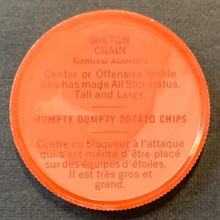 MILTON
CRAIN
Montreal Alouettes
Center or Offensive tackle
who has made All Star status.
Tall and Large.
HUMPTY DUMPTY POTATO CHIPS
Centre ou bloqueur à l'attaque
qui s'est mérité d'être placé
sur des équipes d'étoiles.
Il est très gros et
grand.